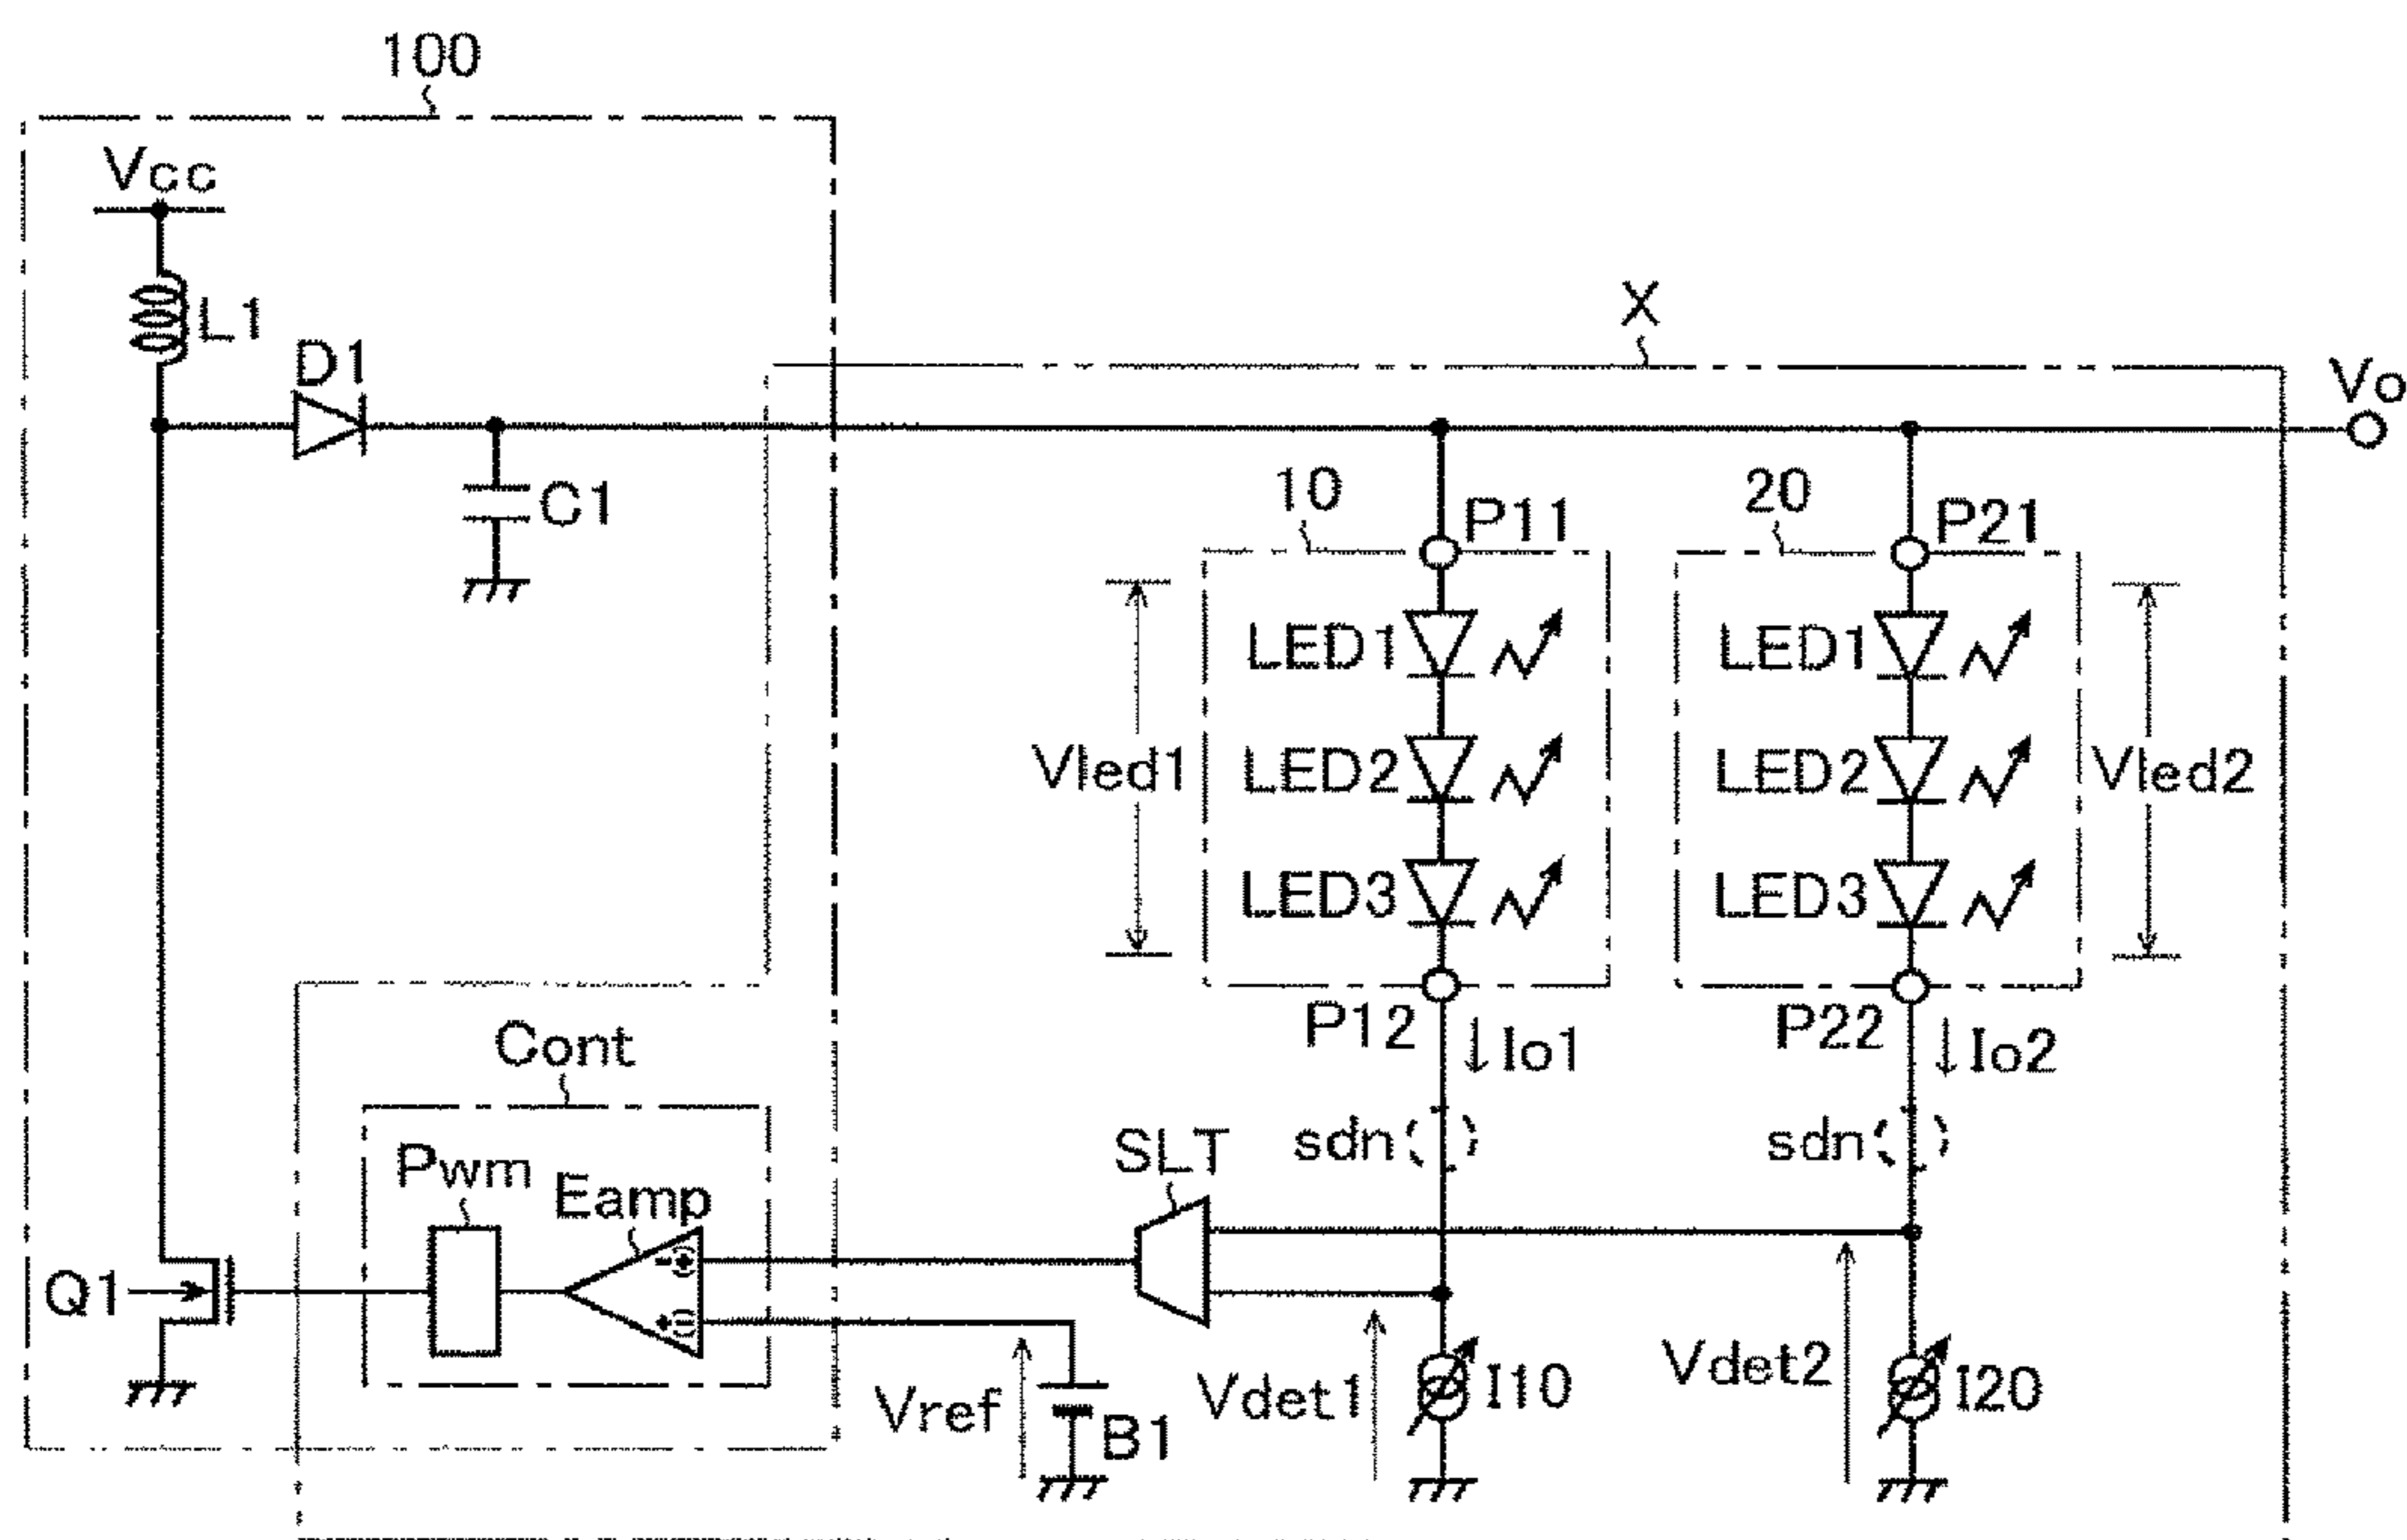 100
Vcc
L1
D1
C1
X
Vo
10
P11
20
P21
LED1
LED1
Vled1
LED2
LED2
Vled2
LED3
LED3
P12
Io1
P22
Io2
Cont
Pwm
Eamp
SLT
sdn
sdn
-(+)
+(-)
Q1
Vref
B1
Vdet1
I10
Vdet2
I20